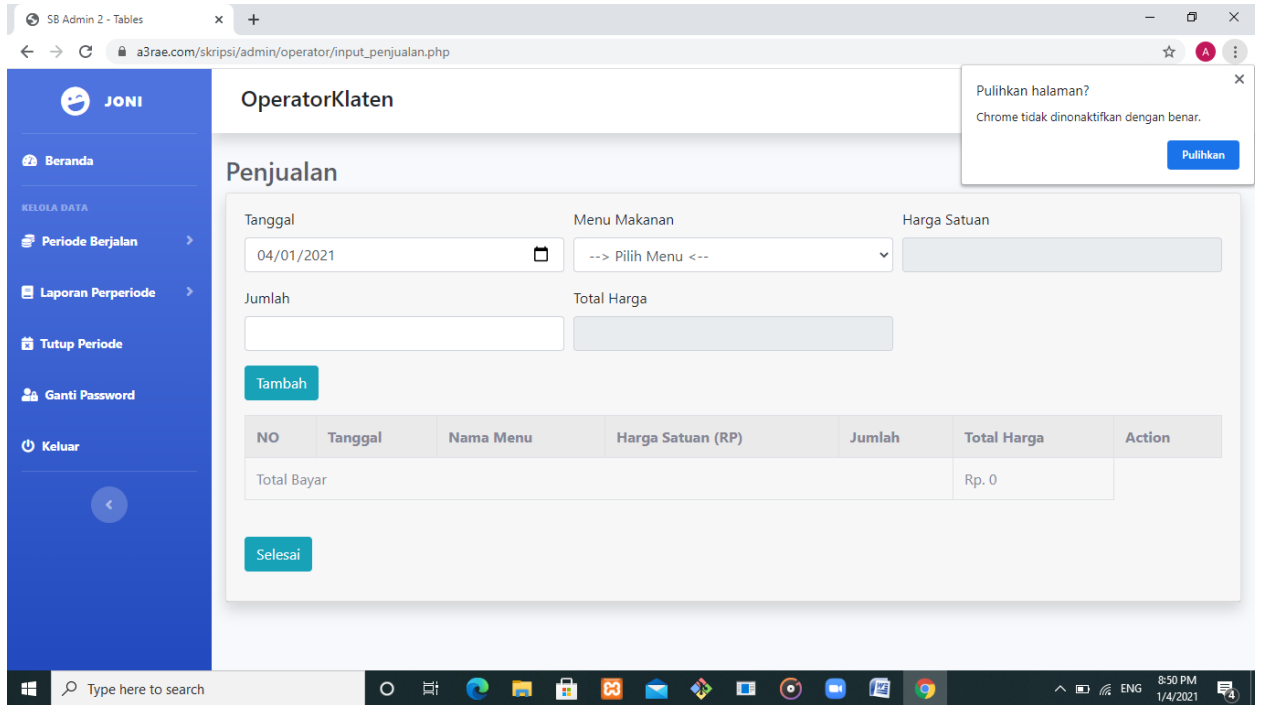 SB Admin 2 - Tables
a3rae.com/skripsi/admin/operator/input_penjualan.php
A
Pulihkan halaman?
Chrome tidak dinonaktifkan dengan benar.
Pulihkan
JONI
Beranda
KELOLA DATA
Periode Berjalan
Laporan Perperiode
Tutup Periode
Ganti Password
Keluar
OperatorKlaten
Penjualan
Tanggal Menu Makanan Harga Satuan
04/01/2021 --> Pilih Menu <--
Jumlah Total Harga
Tambah
NO Tanggal Nama Menu Harga Satuan (RP) Jumlah Total Harga Action
Total Bayar Rp. 0
Selesai
Type here to search
ENG
8:50 PM
1/4/2021
4